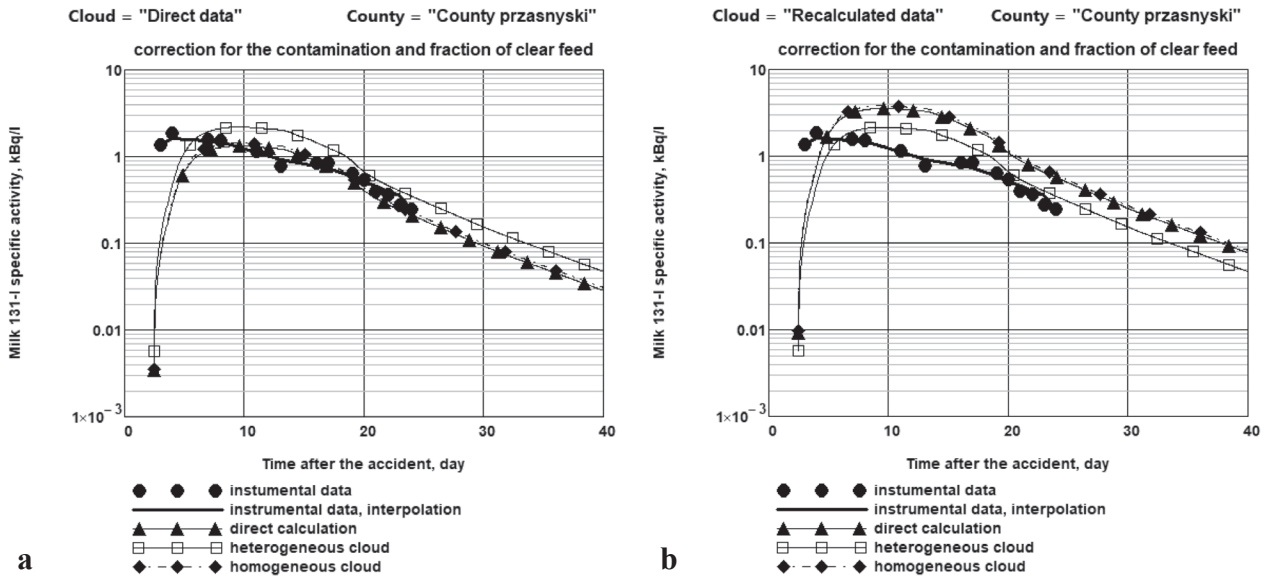 Cloud = "Direct data" County = "County przasnyski"
correction for the contamination and fraction of clear feed
10
1
0.1
0.01
1×10⁻³
0 10 20 30 40
Milk 131-I specific activity, kBq/l
Time after the accident, day
instumental data
instrumental data, interpolation
direct calculation
heterogeneous cloud
homogeneous cloud
a
Cloud = "Recalculated data" County = "County przasnyski"
correction for the contamination and fraction of clear feed
10
1
0.1
0.01
1×10⁻³
0 10 20 30 40
Milk 131-I specific activity, kBq/l
Time after the accident, day
instumental data
instrumental data, interpolation
direct calculation
heterogeneous cloud
homogeneous cloud
b